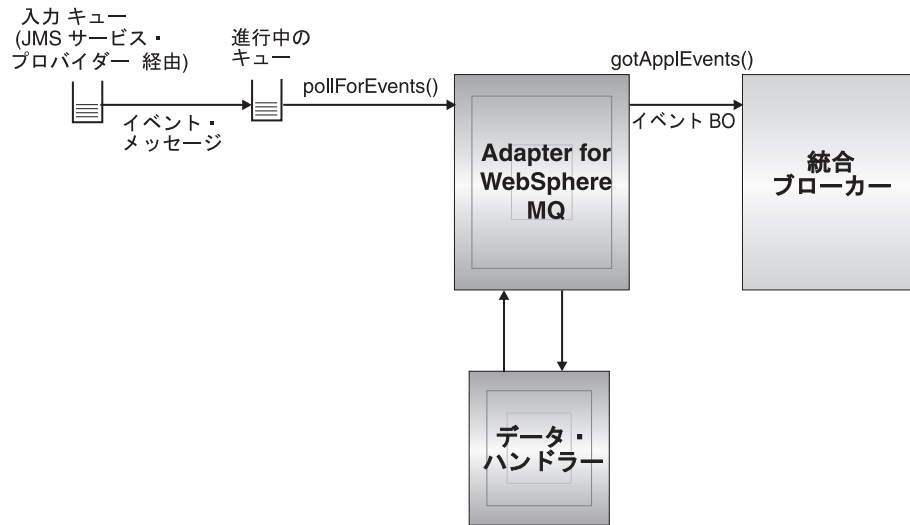 入力 キュー
(JMS サービス・
プロバイダー 経由)
進行中の
キュー
pollForEvents()
イベント・
メッセージ
Adapter for
WebSphere
MQ
gotApplEvents()
イベント BO
統合
ブローカー
データ・
ハンドラー